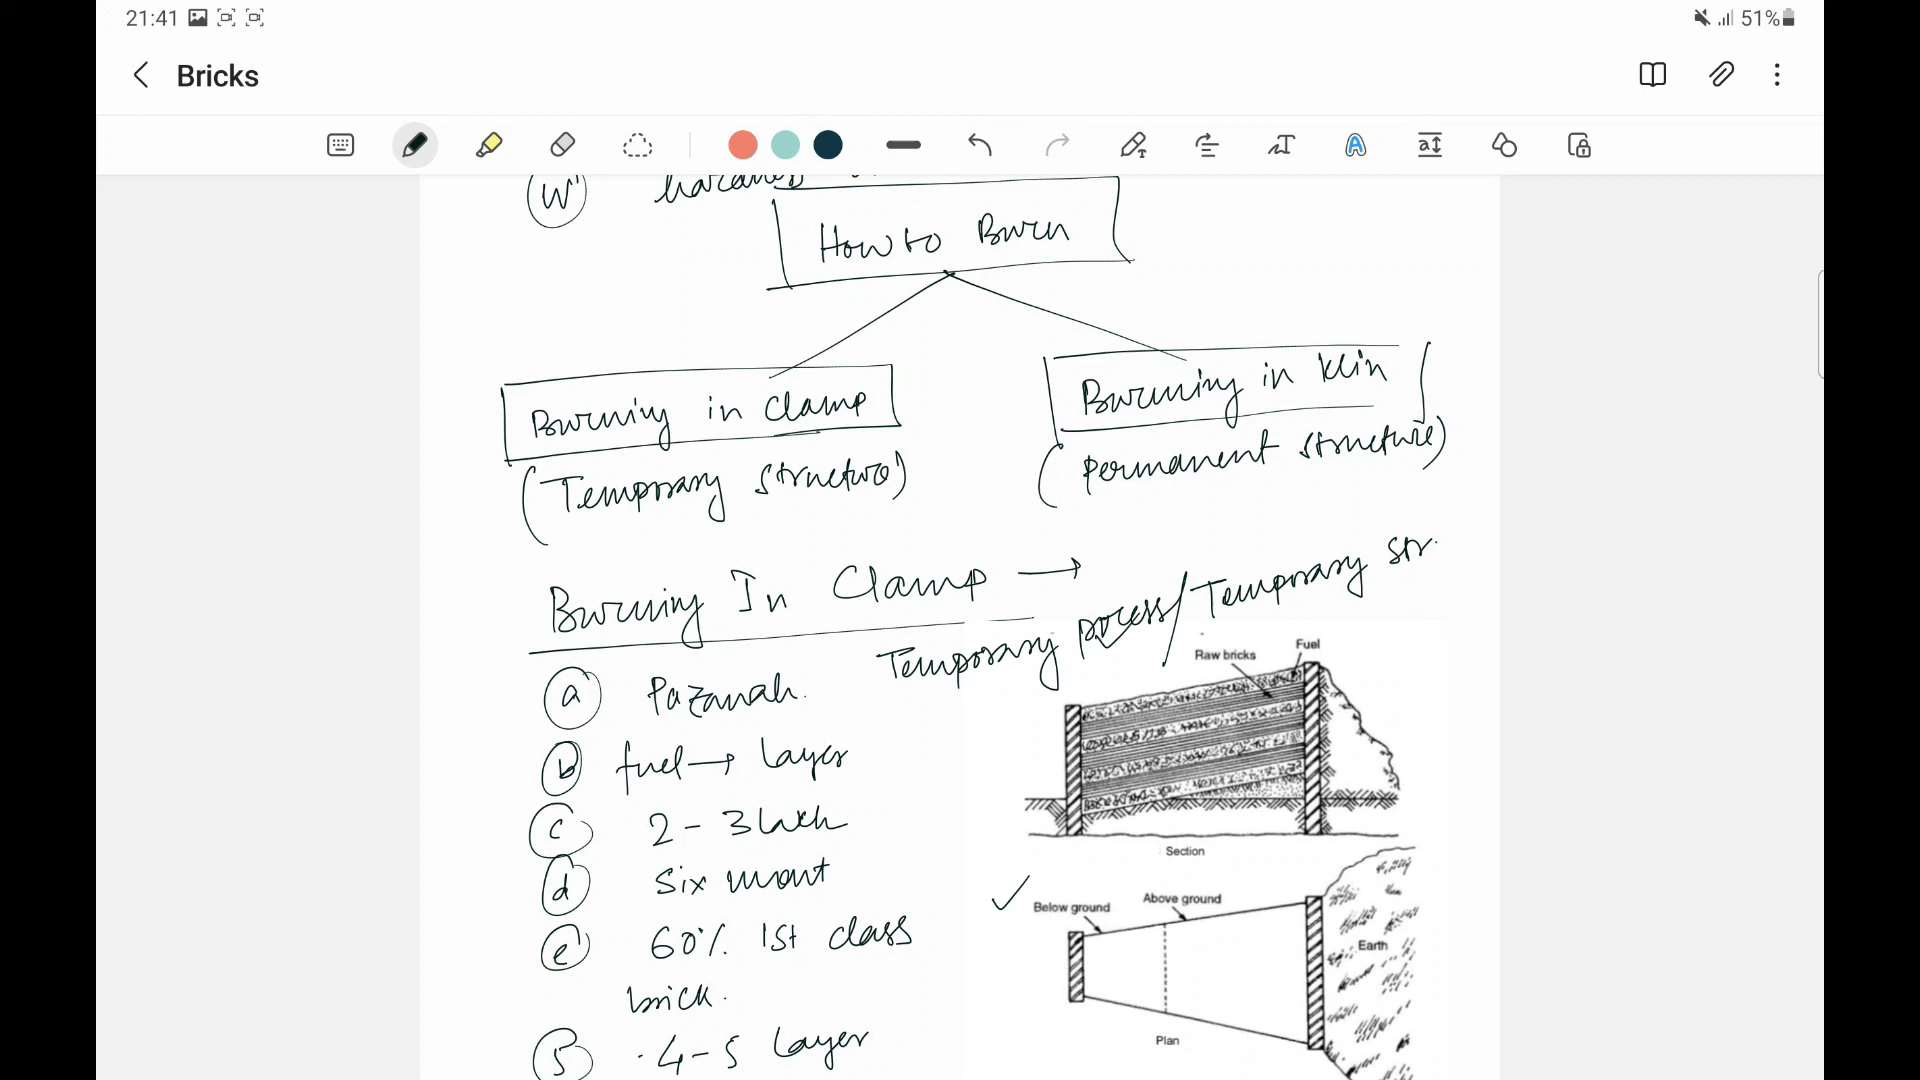 21:41
51%
Bricks
How to Burn
Burning in clamp
Burning in klin
(Temporary structure)
(permanent structure)
Burning In Clamp →
Temporary process/Temporary str.
a Pazawah.
b fuel → layer
c 2-3 lakh
d six mont
e 60% 1st class
brick.
4-5 layer
Fuel
Raw bricks
Section
Above ground
Below ground
Earth
Plan